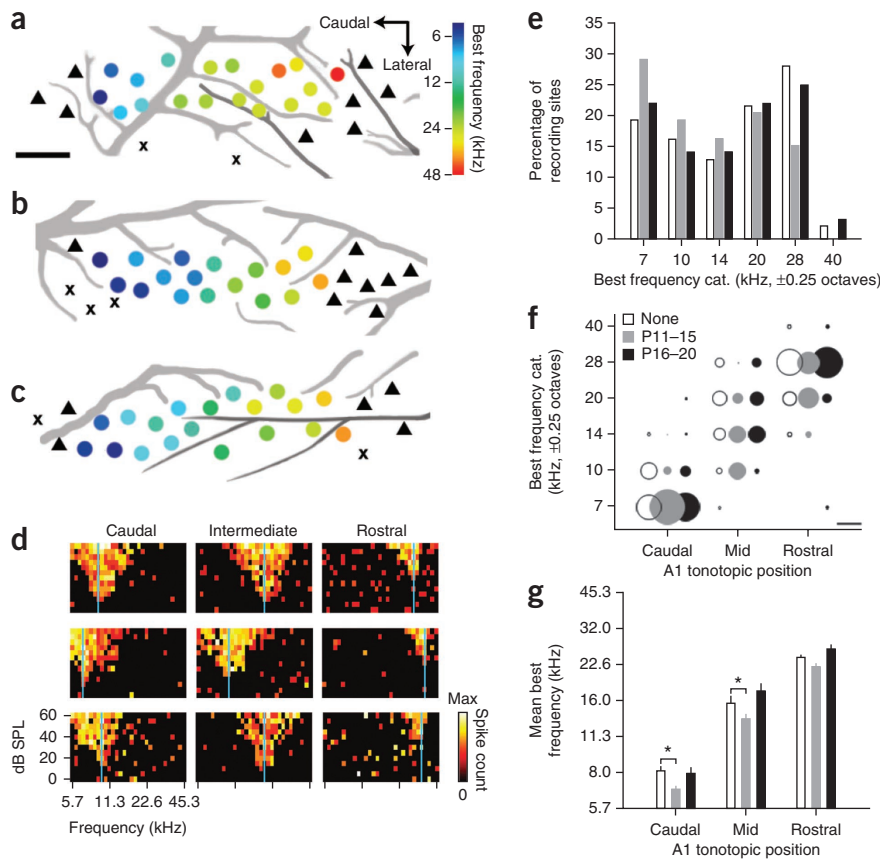 a
Caudal
Lateral
6
12
24
48
Best frequency (kHz)
x
x
b
x
x
x
c
x
x
d
Caudal
Intermediate
Rostral
dB SPL
60
40
20
0
5.7
11.3
22.6
45.3
Frequency (kHz)
Max
Spike count
0
e
Percentage of
recording sites
35
30
25
20
15
10
5
0
7
10
14
20
28
40
Best frequency cat. (kHz, ±0.25 octaves)
f
None
P11–15
P16–20
Best frequency cat.
(kHz, ±0.25 octaves)
40
28
20
14
10
7
Caudal
Mid
Rostral
A1 tonotopic position
g
Mean best
frequency (kHz)
45.3
32.0
22.6
16.0
11.3
8.0
5.7
*
*
Caudal
Mid
Rostral
A1 tonotopic position